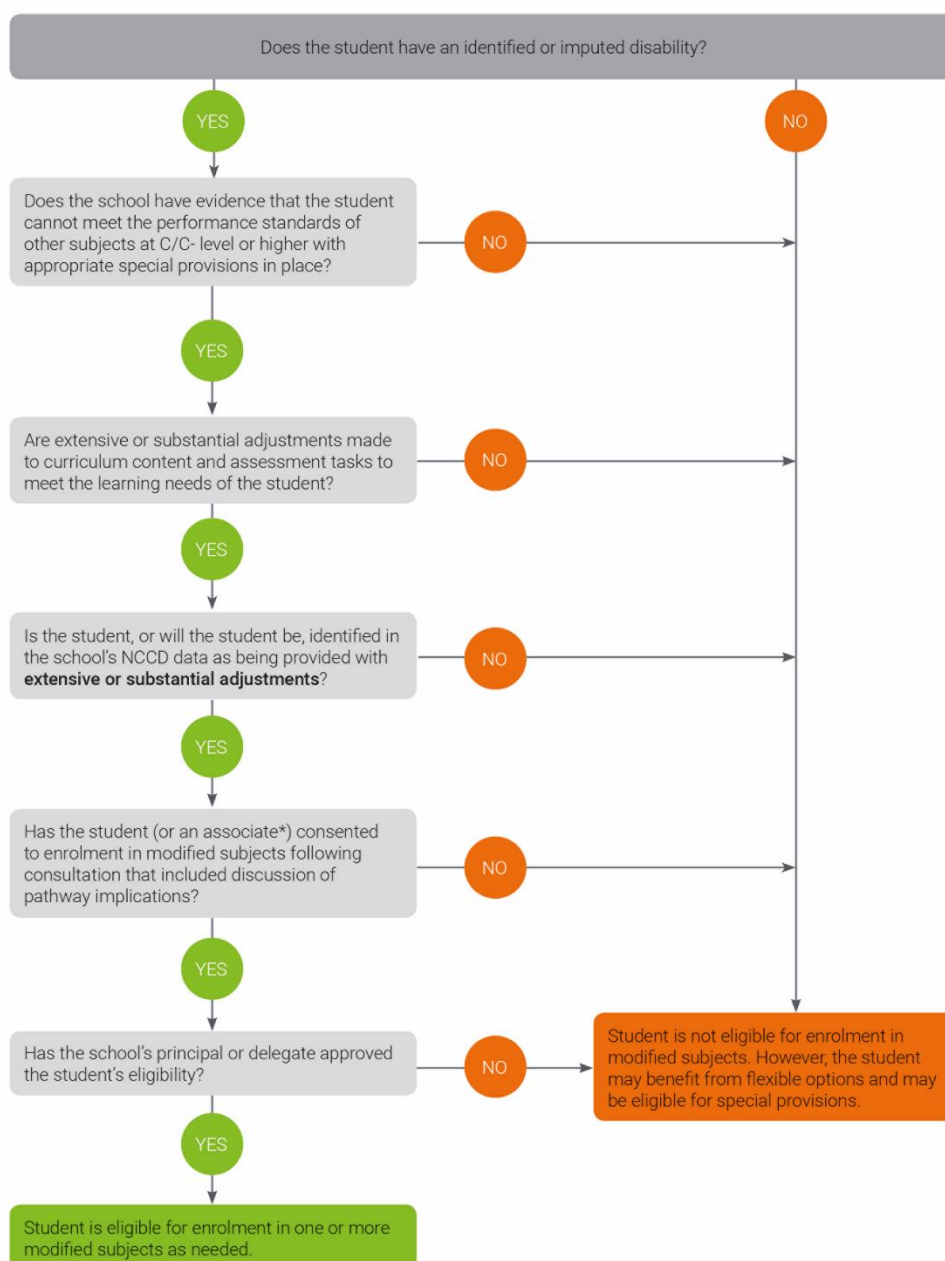 Does the student have an identified or imputed disability?
YES
NO
Does the school have evidence that the student
cannot meet the performance standards of
other subjects at C/C- level or higher with
appropriate special provisions in place?
NO
YES
Are extensive or substantial adjustments made
to curriculum content and assessment tasks to
meet the learning needs of the student?
NO
YES
Is the student, or will the student be, identified in
the school's NCCD data as being provided with
extensive or substantial adjustments?
NO
YES
Has the student (or an associate*) consented
to enrolment in modified subjects following
consultation that included discussion of
pathway implications?
NO
YES
Has the school's principal or delegate approved
the student's eligibility?
NO
Student is not eligible for enrolment in
modified subjects. However, the student
may benefit from flexible options and may
be eligible for special provisions.
YES
Student is eligible for enrolment in one or more
modified subjects as needed.